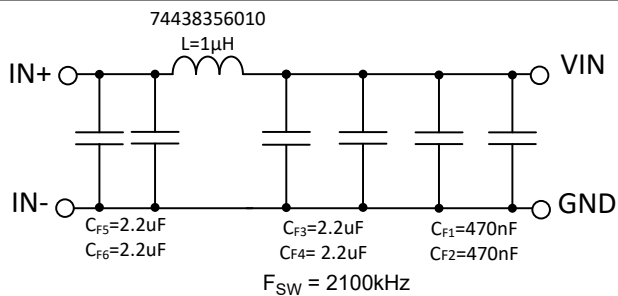 74438356010
L=1µH
IN+
VIN
IN-
GND
CF5=2.2uF
CF6=2.2uF
CF3=2.2uF
CF4= 2.2uF
CF1=470nF
CF2=470nF
FSW = 2100kHz